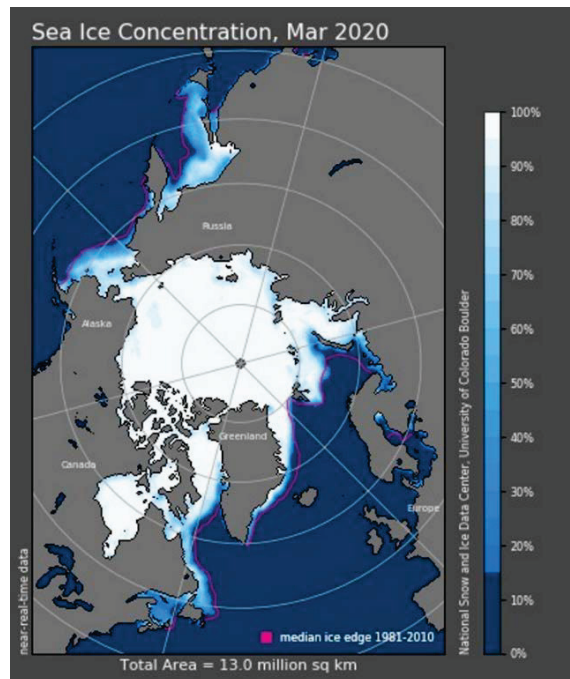 Sea Ice Concentration, Mar 2020
100%
90%
80%
70%
60%
50%
40%
30%
20%
10%
0%
Russia
Alaska
Greenland
Canada
Europe
near-real-time data
National Snow and Ice Data Center, University of Colorado Boulder
median ice edge 1981-2010
Total Area = 13.0 million sq km